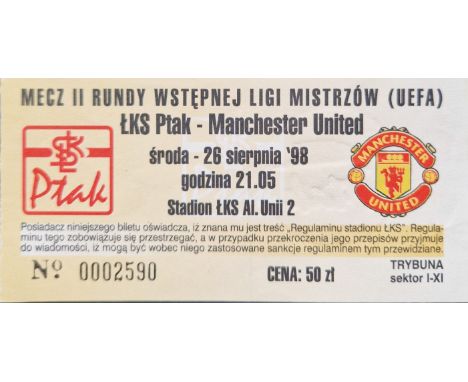 MECZ II RUNDY WSTĘPNEJ LIGI MISTRZÓW (UEFA)
ŁKS Ptak - Manchester United
środa - 26 sierpnia '98
godzina 21.05
Stadion ŁKS Al. Unii 2
ŁKS
Ptak
MANCHESTER
UNITED
Posiadacz niniejszego biletu oświadcza, iż znana mu jest treść „Regulaminu stadionu ŁKS". Regula-
minu tego zobowiązuje się przestrzegać, a w przypadku przekroczenia jego przepisów przyjmuje
do wiadomości, iż mogą być wobec niego zastosowane sankcje regulaminem tym przewidziane.
Nº 0002590
CENA: 50 zł
TRYBUNA
sektor I-XI